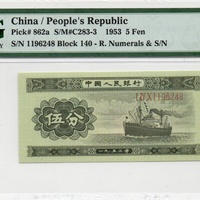 China / People's Republic
Pick# 862a S/M#C283-3 1953 5 Fen
S/N 1196248 Block 140 - R. Numerals & S/N
中国人民银行
1196248
伍分